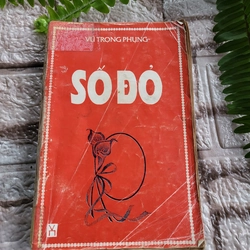 VŨ TRỌNG PHỤNG
SỐ ĐỎ